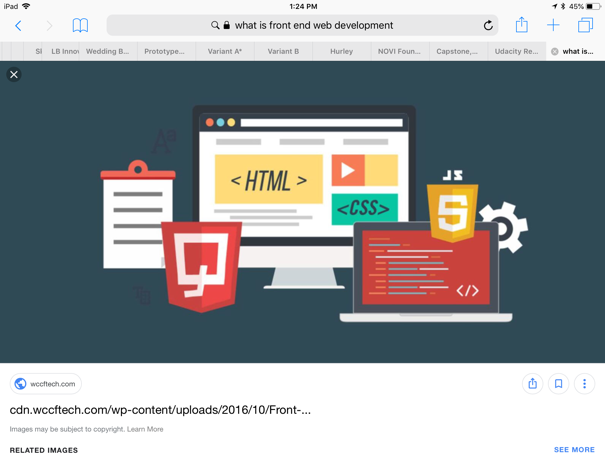 iPad 1:24 PM 45%
what is front end web development
SI LB Innov Wedding B... Prototype... Variant A* Variant B Hurley NOVI Foun... Capstone,... Udacity Re... what is...
Aa
< HTML >
<CSS>
JS
5
</>
wccftech.com
cdn.wccftech.com/wp-content/uploads/2016/10/Front-...
Images may be subject to copyright. Learn More
RELATED IMAGES SEE MORE